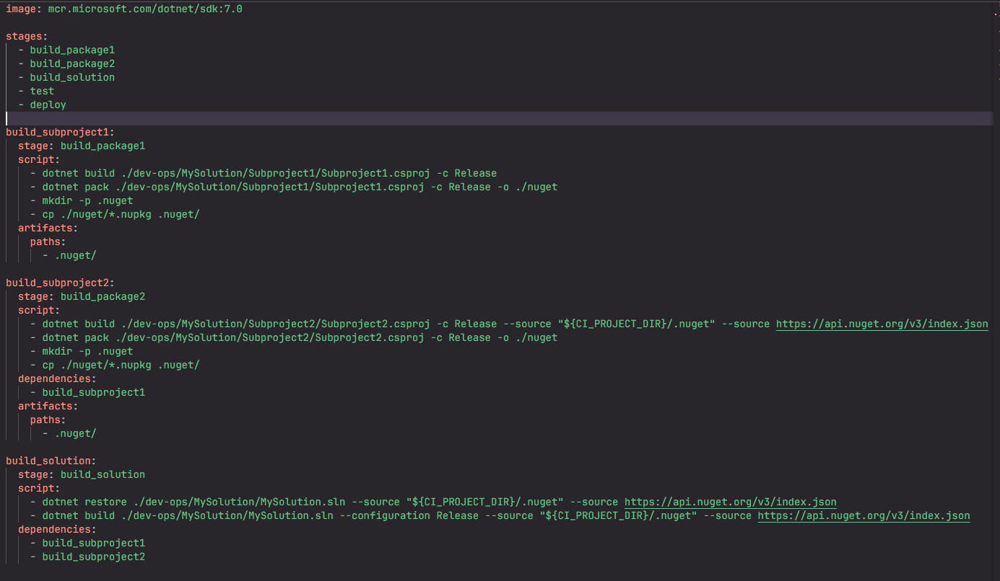 image: mcr.microsoft.com/dotnet/sdk:7.0
stages:
  - build_package1
  - build_package2
  - build_solution
  - test
  - deploy
build_subproject1:
  stage: build_package1
  script:
    - dotnet build ./dev-ops/MySolution/Subproject1/Subproject1.csproj -c Release
    - dotnet pack ./dev-ops/MySolution/Subproject1/Subproject1.csproj -c Release -o ./nuget
    - mkdir -p .nuget
    - cp ./nuget/*.nupkg .nuget/
  artifacts:
    paths:
      - .nuget/
build_subproject2:
  stage: build_package2
  script:
    - dotnet build ./dev-ops/MySolution/Subproject2/Subproject2.csproj -c Release --source "${CI_PROJECT_DIR}/.nuget" --source https://api.nuget.org/v3/index.json
    - dotnet pack ./dev-ops/MySolution/Subproject2/Subproject2.csproj -c Release -o ./nuget
    - mkdir -p .nuget
    - cp ./nuget/*.nupkg .nuget/
  dependencies:
    - build_subproject1
  artifacts:
    paths:
      - .nuget/
build_solution:
  stage: build_solution
  script:
    - dotnet restore ./dev-ops/MySolution/MySolution.sln --source "${CI_PROJECT_DIR}/.nuget" --source https://api.nuget.org/v3/index.json
    - dotnet build ./dev-ops/MySolution/MySolution.sln --configuration Release --source "${CI_PROJECT_DIR}/.nuget" --source https://api.nuget.org/v3/index.json
  dependencies:
    - build_subproject1
    - build_subproject2